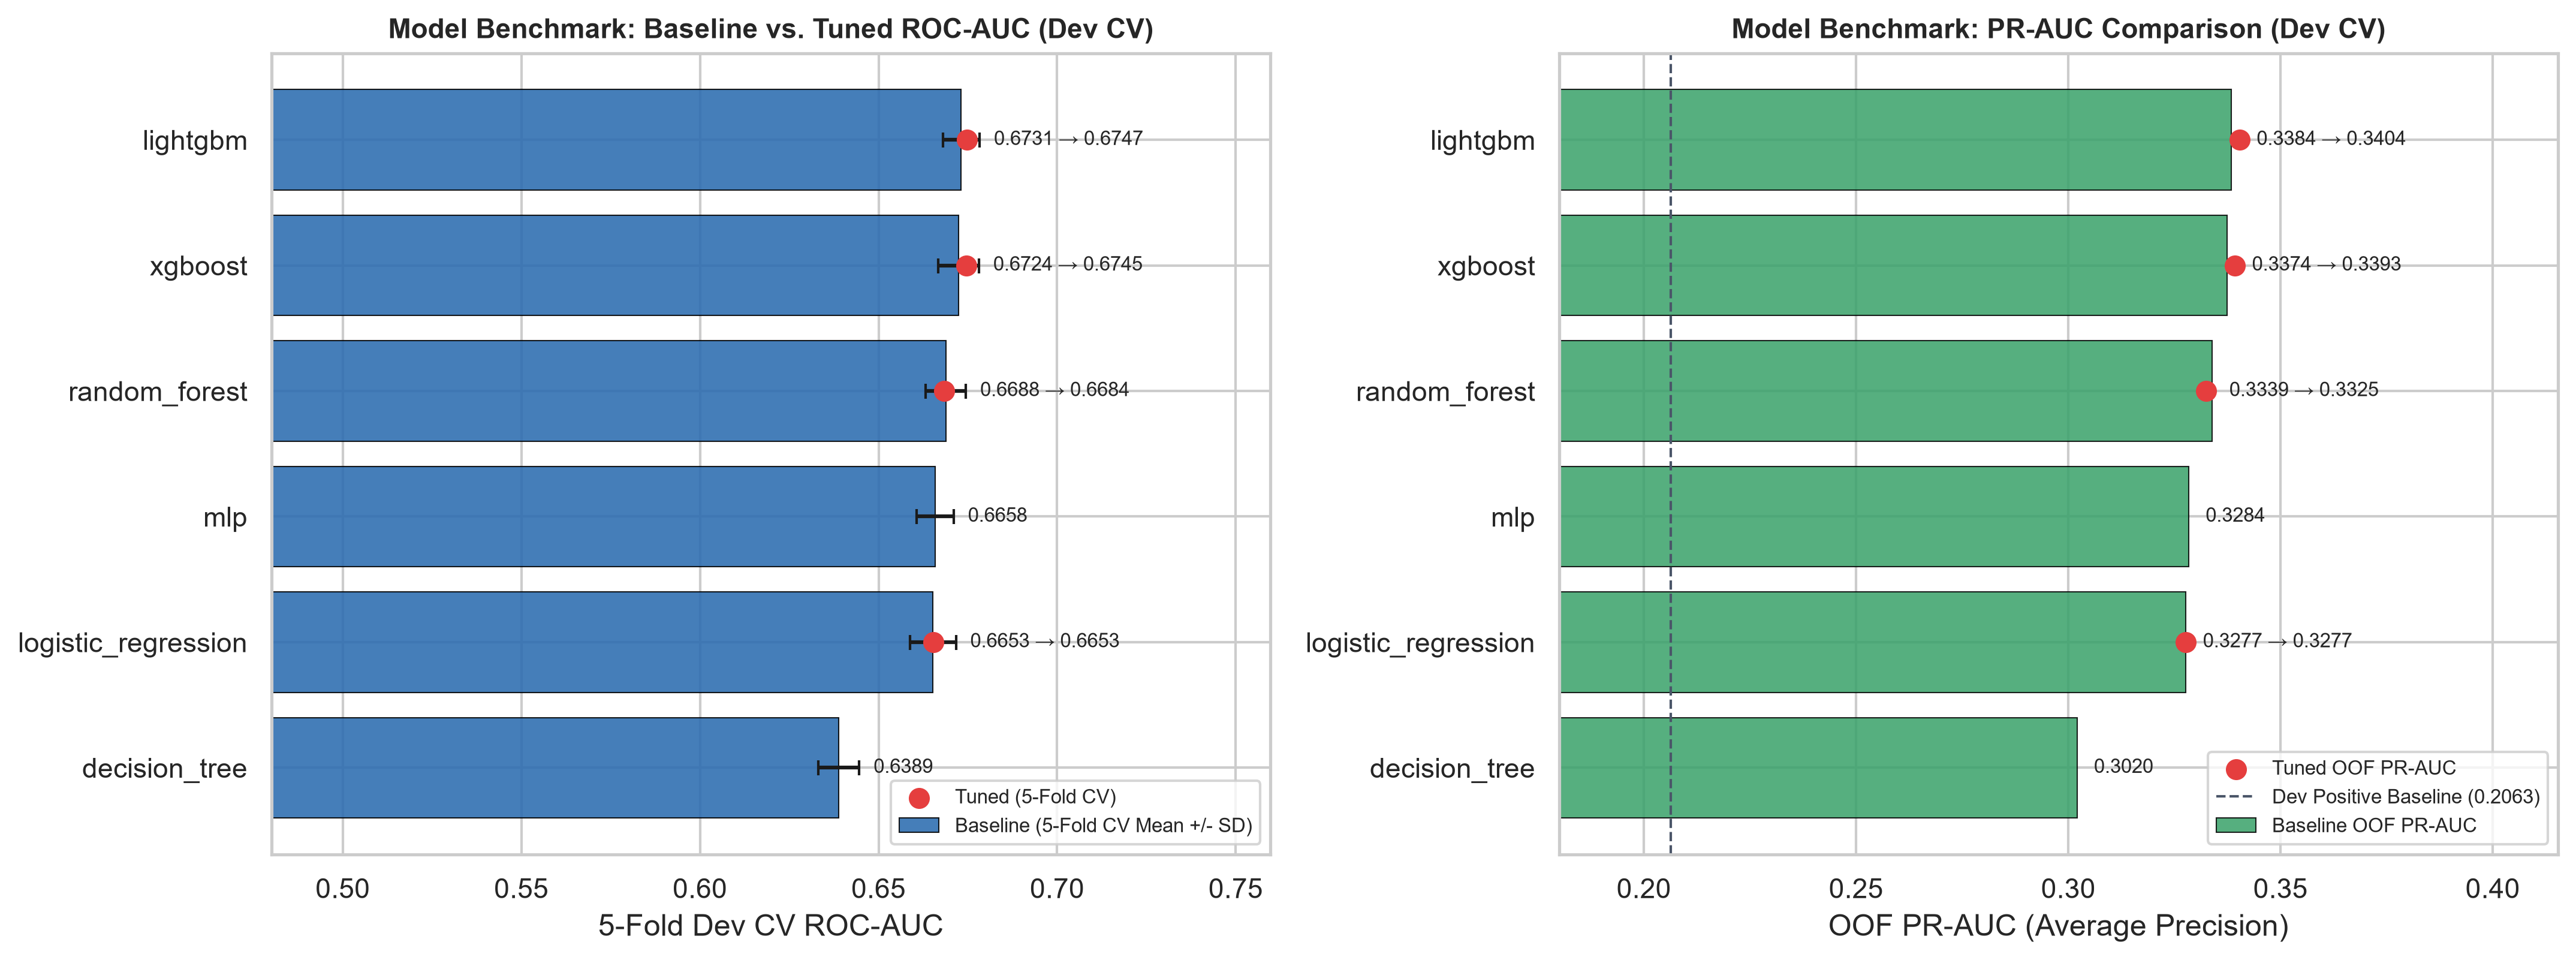 Model Benchmark: Baseline vs. Tuned ROC-AUC (Dev CV)
lightgbm
0.6731 → 0.6747
xgboost
0.6724 → 0.6745
random_forest
0.6688 → 0.6684
mlp
0.6658
logistic_regression
0.6653 → 0.6653
decision_tree
0.6389
Tuned (5-Fold CV)
Baseline (5-Fold CV Mean +/- SD)
0.50 0.55 0.60 0.65 0.70 0.75
5-Fold Dev CV ROC-AUC
Model Benchmark: PR-AUC Comparison (Dev CV)
lightgbm
0.3384 → 0.3404
xgboost
0.3374 → 0.3393
random_forest
0.3339 → 0.3325
mlp
0.3284
logistic_regression
0.3277 → 0.3277
decision_tree
0.3020
Tuned OOF PR-AUC
Dev Positive Baseline (0.2063)
Baseline OOF PR-AUC
0.20 0.25 0.30 0.35 0.40
OOF PR-AUC (Average Precision)